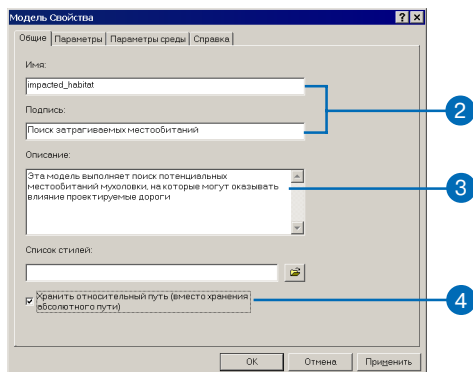 Модель Свойства
Общие Параметры Параметры среды Справка
Имя:
impacted_habitat
2
Подпись:
Поиск затрагиваемых местообитаний
Описание:
Эта модель выполняет поиск потенциальных
местообитаний мухоловки, на которые могут оказывать
влияние проектируемые дороги
3
Список стилей:
Хранить относительный путь (вместо хранения
абсолютного пути)
4
OK Отмена Применить